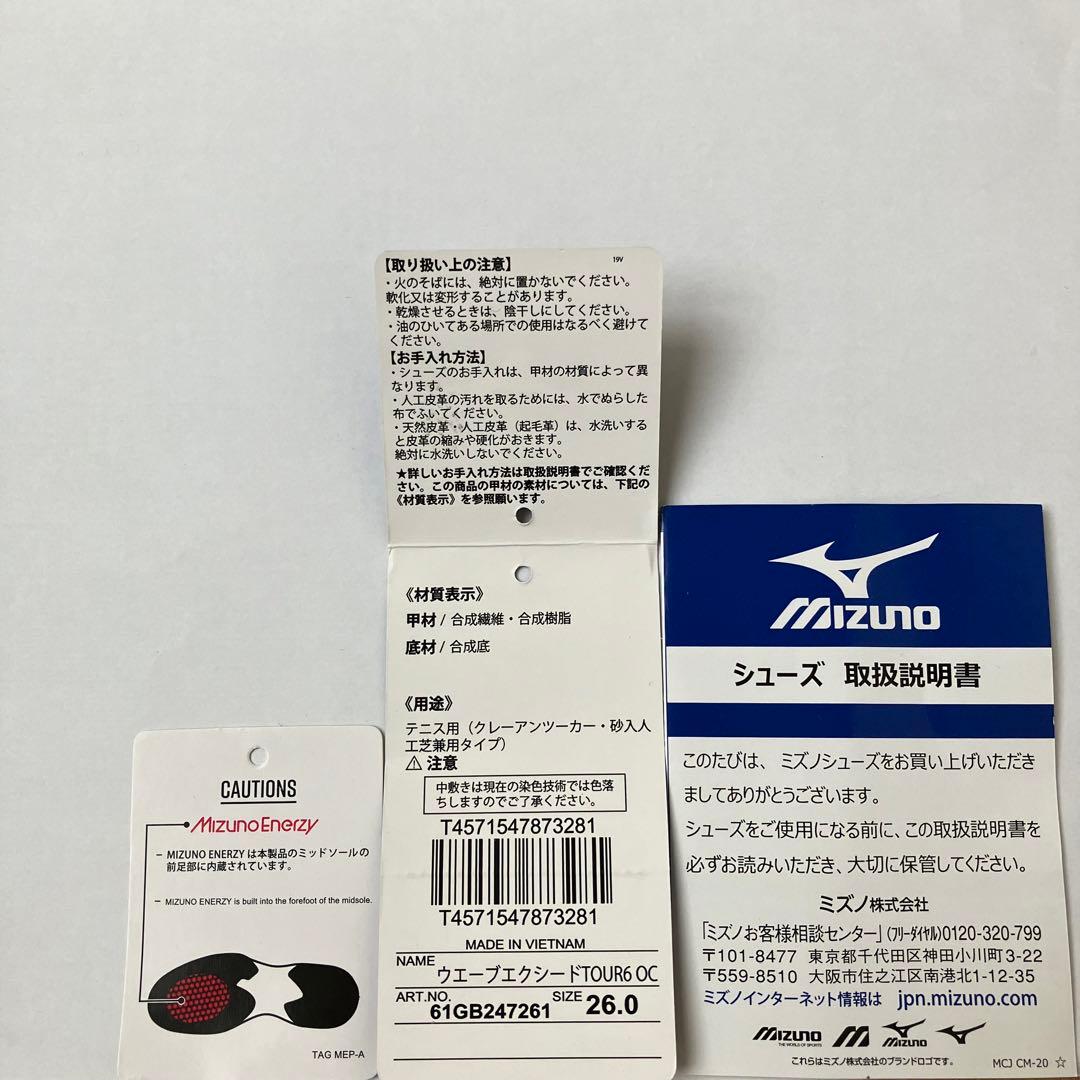 【取り扱い上の注意】
19V
・火のそばには、絶対に置かないでください。
軟化又は変形することがあります。
・乾燥させるときは、陰干しにしてください。
・油のひいてある場所での使用はなるべく避けて
ください。
【お手入れ方法】
・シューズのお手入れは、甲材の材質によって異
なります。
・人工皮革の汚れを取るためには、水でぬらした
布でふいてください。
・天然皮革・人工皮革（起毛革）は、水洗いする
と皮革の縮みや硬化がおきます。
絶対に水洗いしないでください。
★詳しいお手入れ方法は取扱説明書でご確認くだ
さい。この商品の甲材の素材については、下記の
《材質表示》を参照願います。
《材質表示》
甲材 / 合成繊維・合成樹脂
底材 / 合成底
《用途》
テニス用（クレーアンツーカー・砂入人
工芝兼用タイプ）
⚠ 注意
中敷きは現在の染色技術では色落
ちしますのでご了承ください。
T4571547873281
T4571547873281
MADE IN VIETNAM
NAME ウエーブエクシードTOUR6 OC
ART.NO. 61GB247261 SIZE 26.0
CAUTIONS
MizunoEnerzy
– MIZUNO ENERZY は本製品のミッドソールの
前足部に内蔵されています。
– MIZUNO ENERZY is built into the forefoot of the midsole.
TAG MEP-A
MIZUNO
シューズ 取扱説明書
このたびは、ミズノシューズをお買い上げいただき
ましてありがとうございます。
シューズをご使用になる前に、この取扱説明書を
必ずお読みいただき、大切に保管してください。
ミズノ株式会社
「ミズノお客様相談センター」(フリーダイヤル)0120-320-799
〒101-8477 東京都千代田区神田小川町3-22
〒559-8510 大阪市住之江区南港北1-12-35
ミズノインターネット情報は jpn.mizuno.com
MIZUNO
THE WORLD OF SPORTS
MIZUNO
これらはミズノ株式会社のブランドロゴです。
MCJ CM-20 ☆